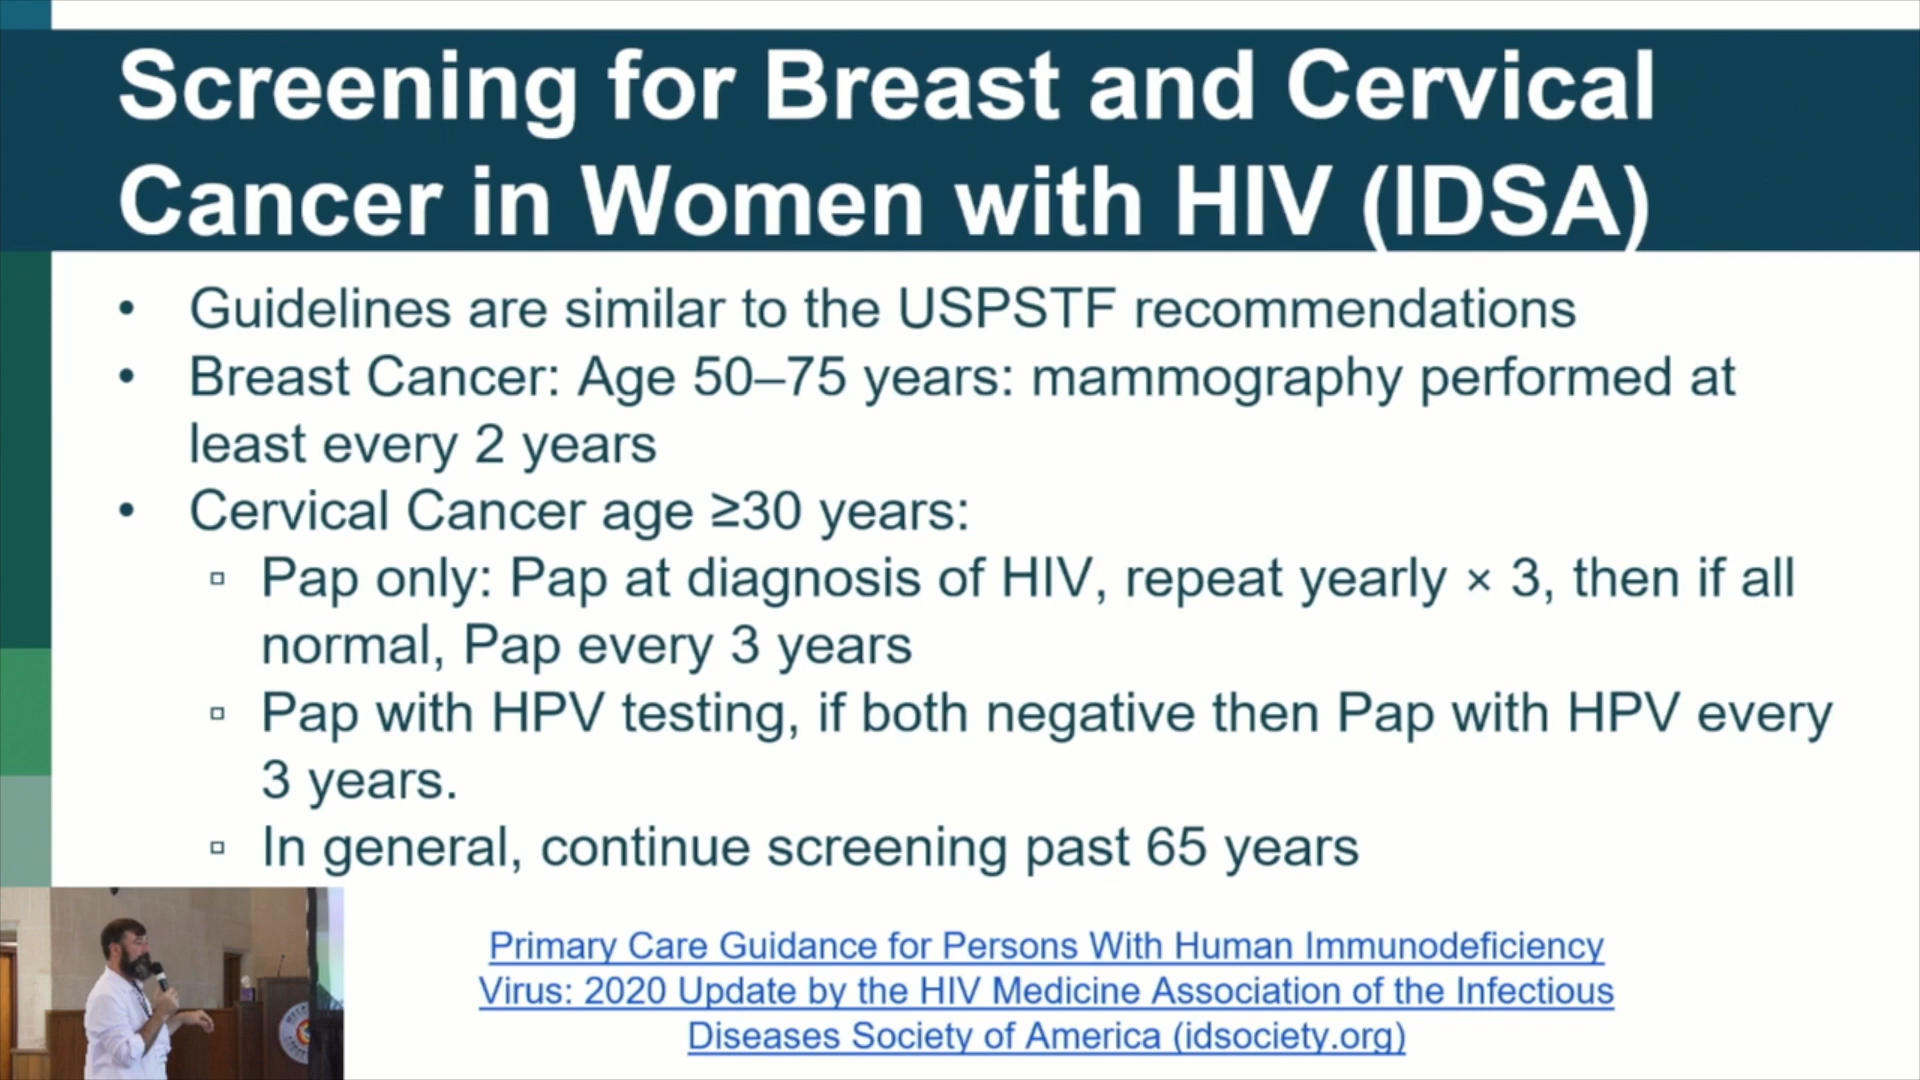 Screening for Breast and Cervical
Cancer in Women with HIV (IDSA)
• Guidelines are similar to the USPSTF recommendations
• Breast Cancer: Age 50–75 years: mammography performed at
least every 2 years
• Cervical Cancer age ≥30 years:
▫ Pap only: Pap at diagnosis of HIV, repeat yearly × 3, then if all
normal, Pap every 3 years
▫ Pap with HPV testing, if both negative then Pap with HPV every
3 years.
▫ In general, continue screening past 65 years
Primary Care Guidance for Persons With Human Immunodeficiency
Virus: 2020 Update by the HIV Medicine Association of the Infectious
Diseases Society of America (idsociety.org)